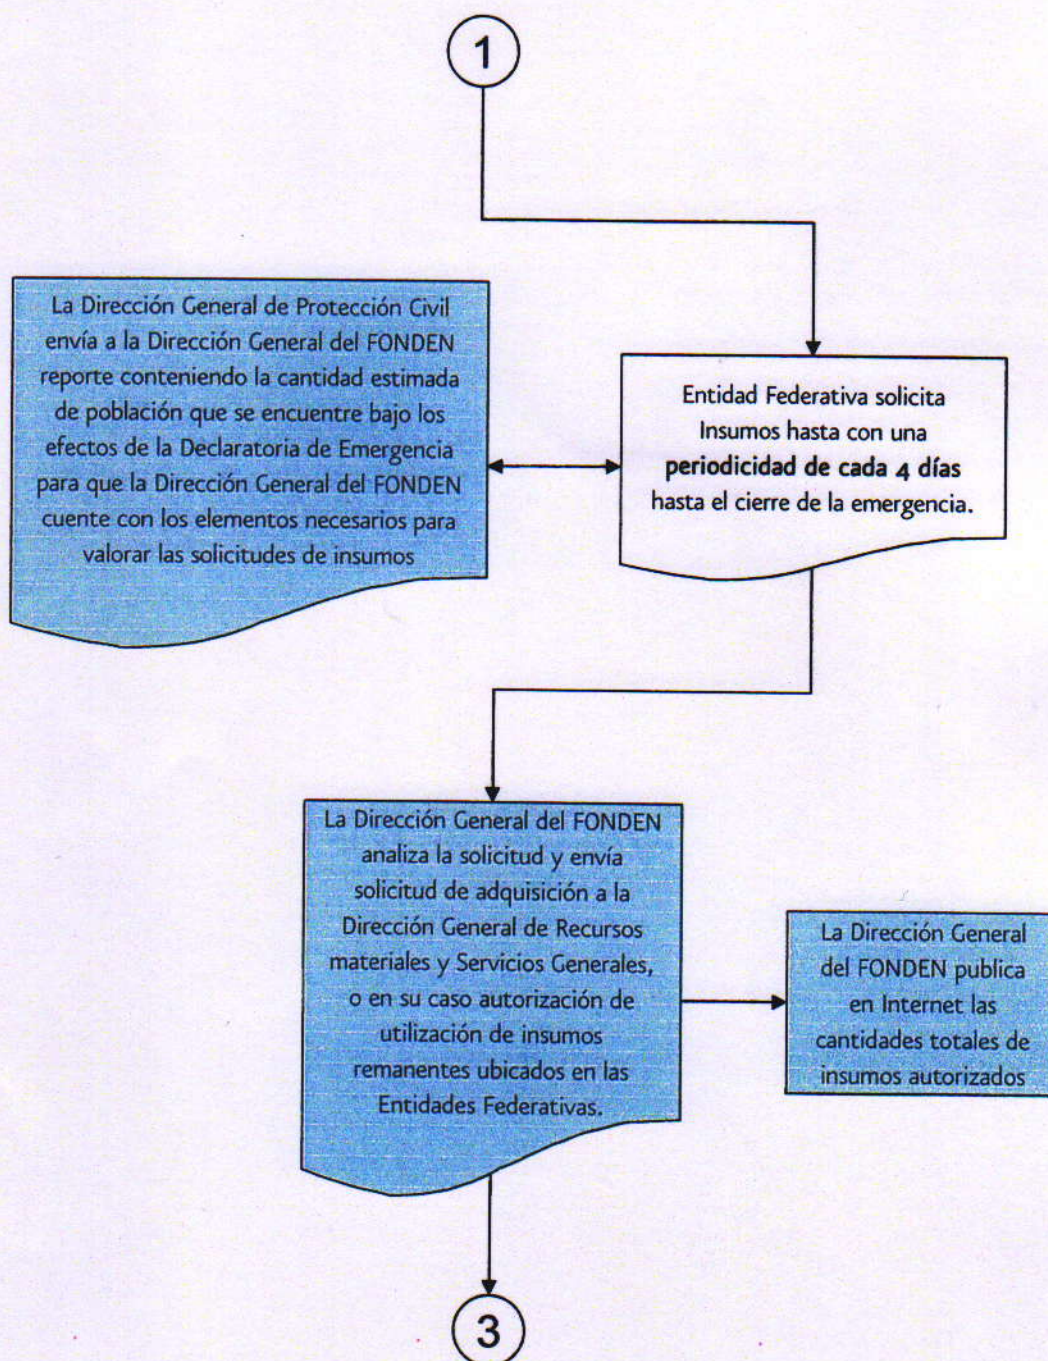 1
La Dirección General de Protección Civil
envía a la Dirección General del FONDEN
reporte conteniendo la cantidad estimada
de población que se encuentre bajo los
efectos de la Declaratoria de Emergencia
para que la Dirección General del FONDEN
cuente con los elementos necesarios para
valorar las solicitudes de insumos
Entidad Federativa solicita
Insumos hasta con una
periodicidad de cada 4 días
hasta el cierre de la emergencia.
La Dirección General del FONDEN
analiza la solicitud y envía
solicitud de adquisición a la
Dirección General de Recursos
materiales y Servicios Generales,
o en su caso autorización de
utilización de insumos
remanentes ubicados en las
Entidades Federativas.
La Dirección General
del FONDEN publica
en Internet las
cantidades totales de
insumos autorizados
3